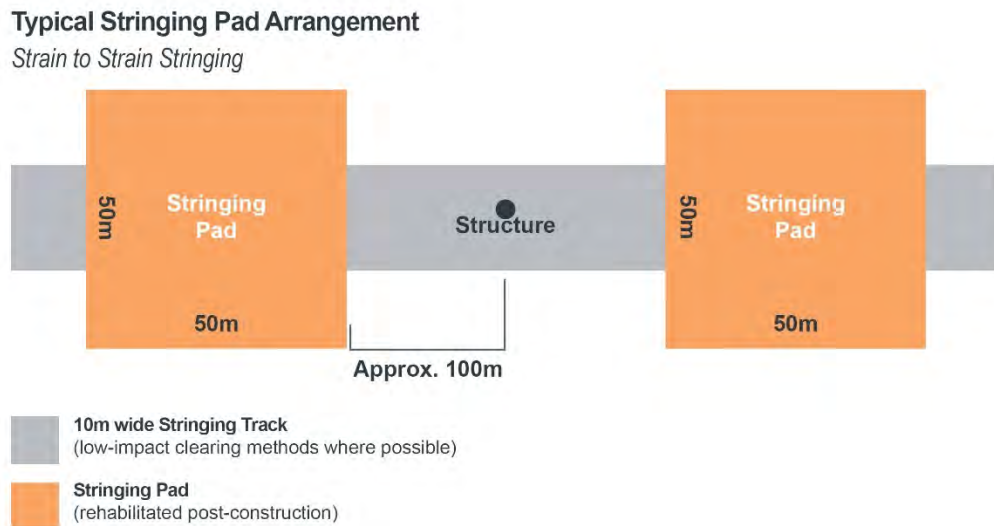 Typical Stringing Pad Arrangement
Strain to Strain Stringing
50m
Stringing
Pad
50m
Structure
50m
Stringing
Pad
50m
Approx. 100m
10m wide Stringing Track
(low-impact clearing methods where possible)
Stringing Pad
(rehabilitated post-construction)